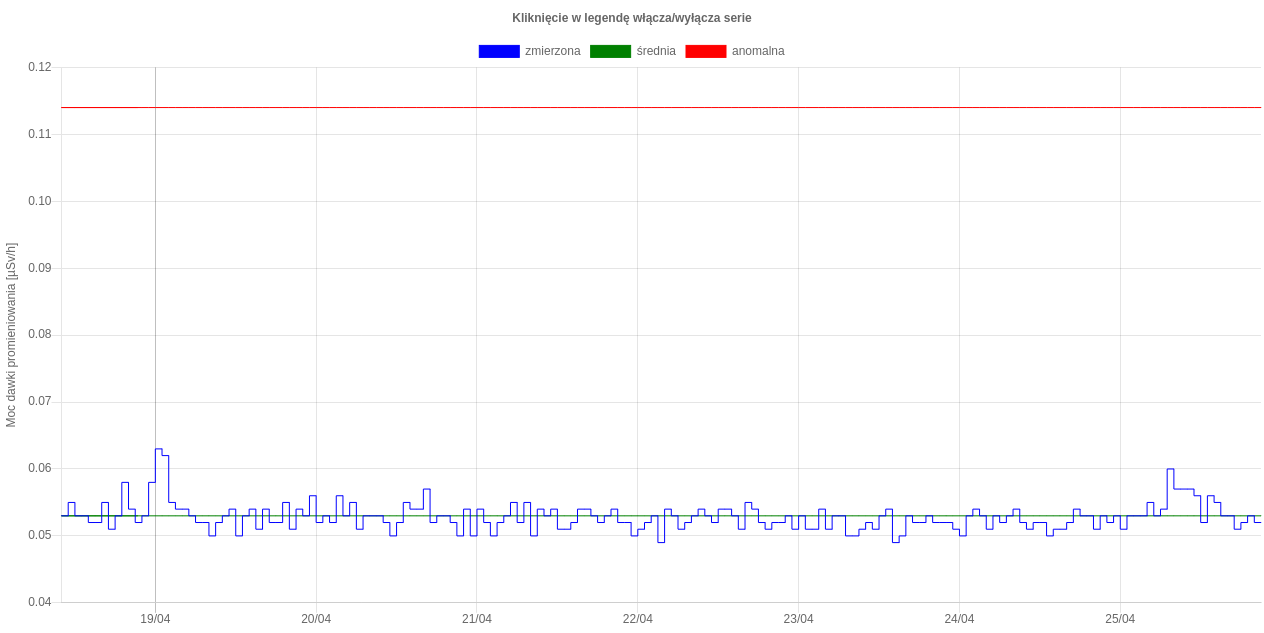 Kliknięcie w legendę włącza/wyłącza serie
zmierzona średnia anomalna
Moc dawki promieniowania [µSv/h]
0.12
0.11
0.10
0.09
0.08
0.07
0.06
0.05
0.04
19/04 20/04 21/04 22/04 23/04 24/04 25/04